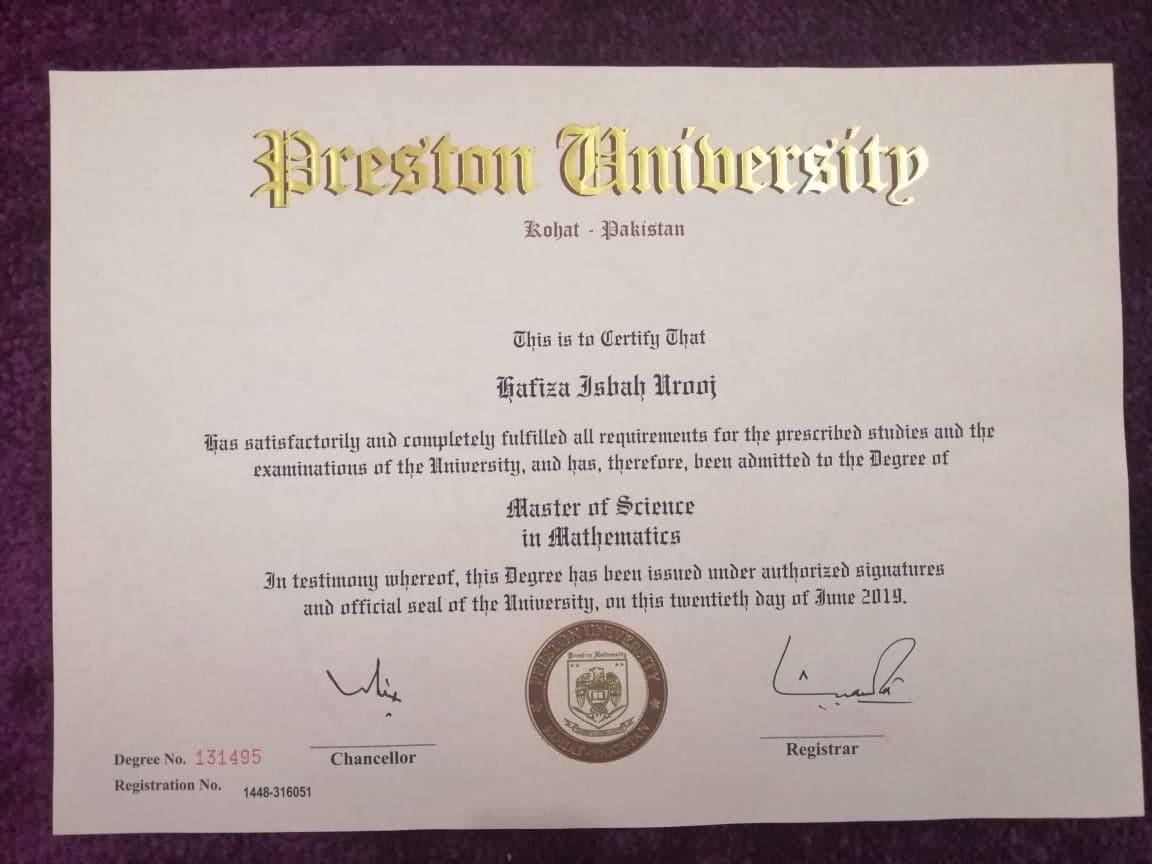 Preston University
Kohat - Pakistan
This is to Certify That
Hafiza Isbah Urooj
Has satisfactorily and completely fulfilled all requirements for the prescribed studies and the
examinations of the University, and has, therefore, been admitted to the Degree of
Master of Science
in Mathematics
In testimony whereof, this Degree has been issued under authorized signatures
and official seal of the University, on this twentieth day of June 2019.
PRESTON UNIVERSITY
Preston University
KOHAT-PAKISTAN
Chancellor
Registrar
Degree No. 131495
Registration No. 1448-316051